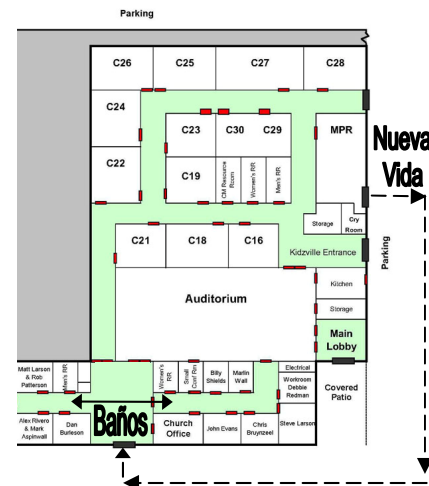 Parking
C26
C25
C27
C28
C24
C23
C30
C29
MPR
Nueva
Vida
C22
C19
CM Resource
Room
Women's RR
Men's RR
Storage
Cry
Room
C21
C18
C16
Kidzville Entrance
Parking
Kitchen
Auditorium
Storage
Main
Lobby
Matt Larson
& Rob
Patterson
Men's RR
Women's
RR
Small
Conf Rm
Billy
Shields
Martin
Wall
Electrical
Workroom
Debbie
Redman
Covered
Patio
Baños
Alex Rivero
& Mark
Aspinwall
Dan
Burleson
Church
Office
John Evans
Chris
Bruynzeel
Steve Larson